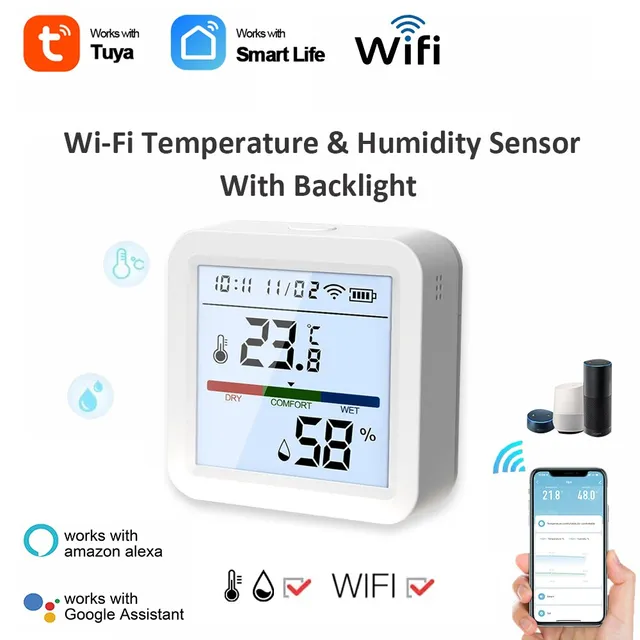 Works with
Tuya
Works with
Smart Life
Wifi
Wi-Fi Temperature & Humidity Sensor
With Backlight
°C
10:11 11/02
23.8 °C
DRY COMFORT WET
58 %
21.8 48.0
works with
amazon alexa
works with
Google Assistant
WIFI